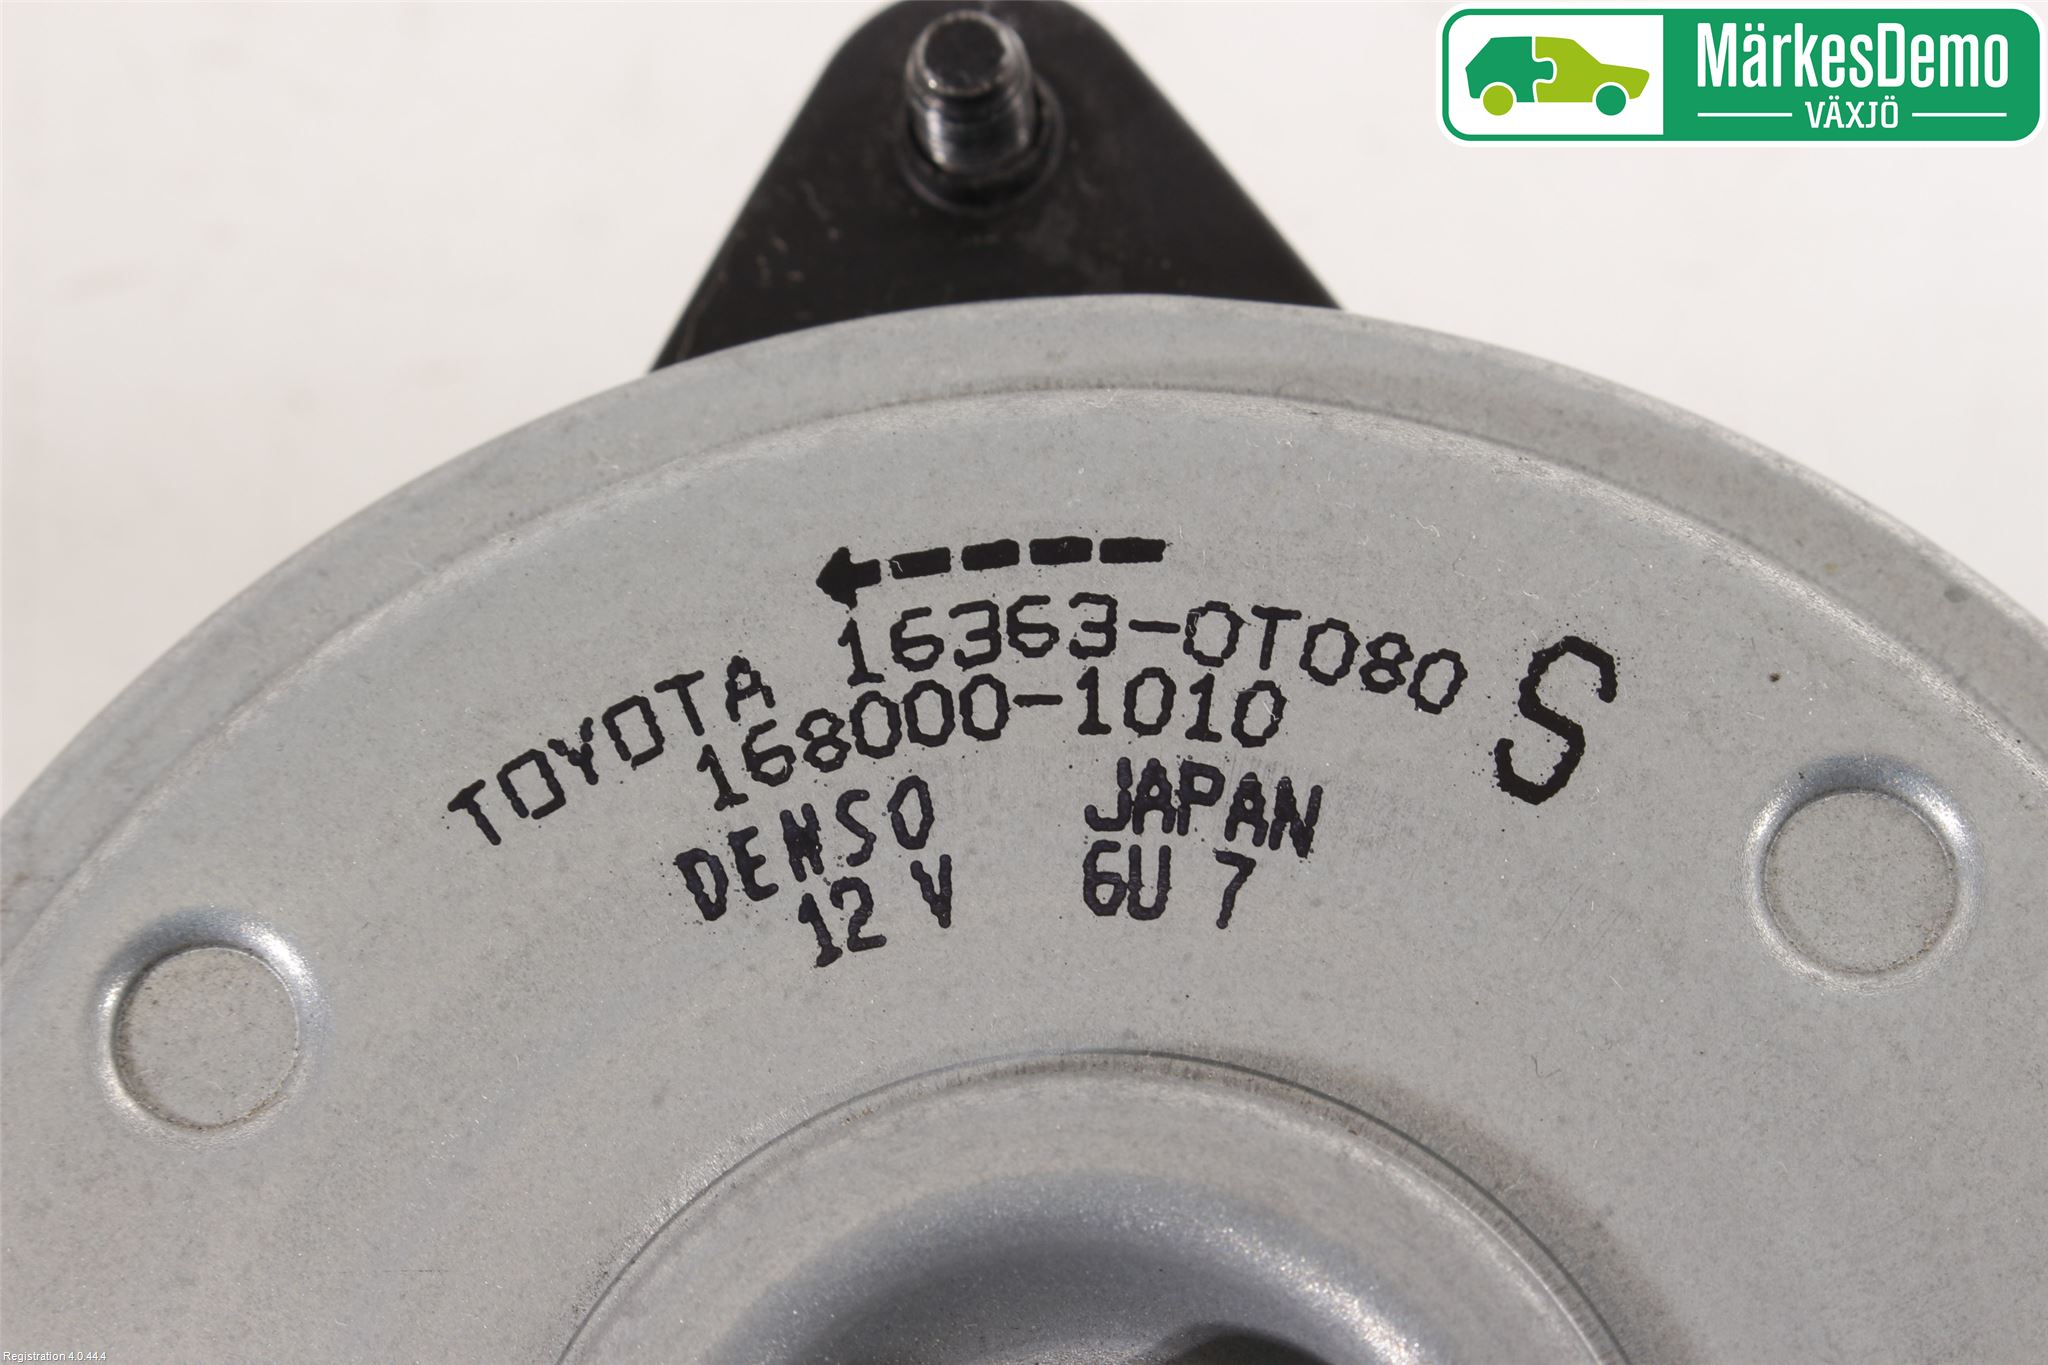 MärkesDemo
VÄXJÖ
TOYOTA 16363-0T080 S
168000-1010
DENSO JAPAN
12 V 6U 7
Registration 4.0.44.4